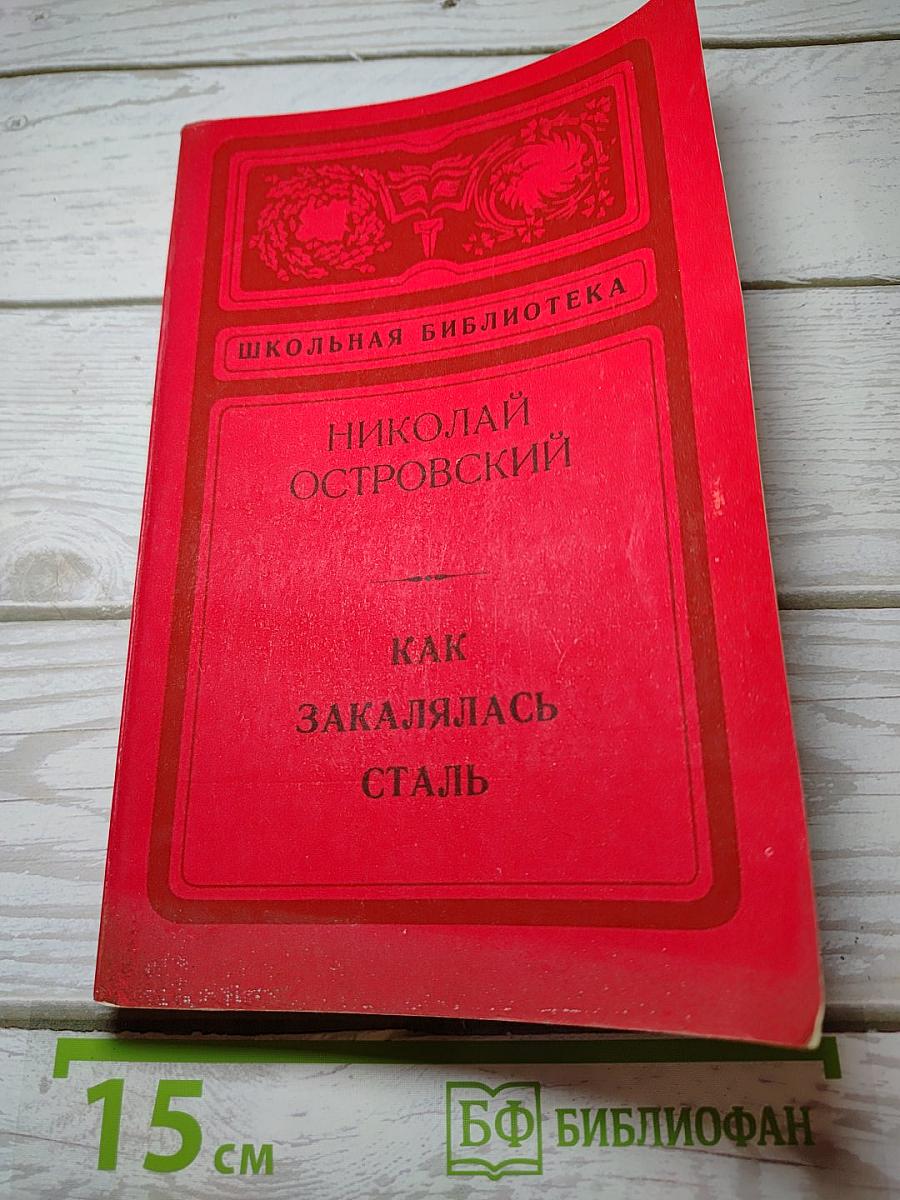 ШКОЛЬНАЯ БИБЛИОТЕКА
НИКОЛАЙ
ОСТРОВСКИЙ
КАК
ЗАКАЛЯЛАСЬ
СТАЛЬ
15 см
БФ БИБЛИОФАН